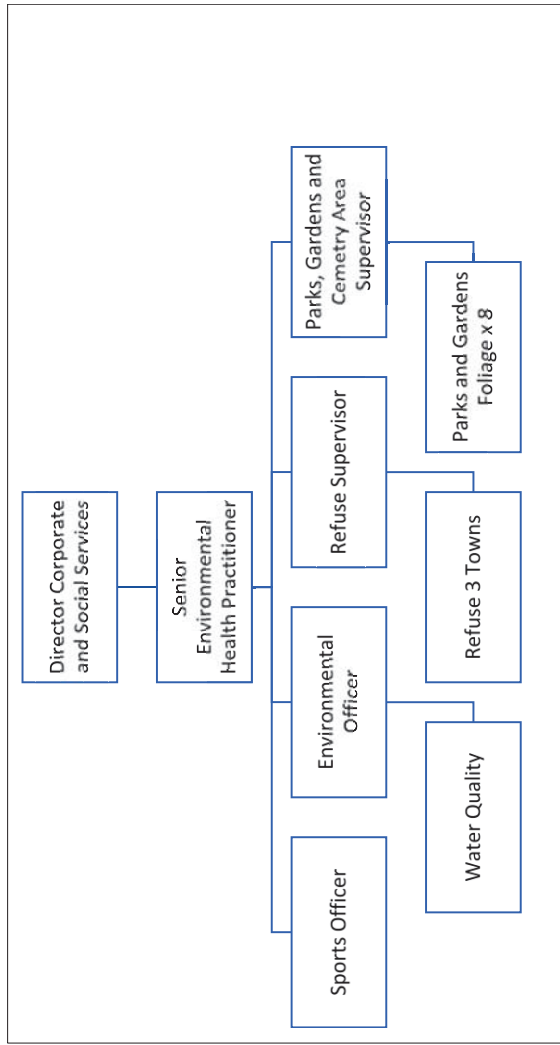 Director Corporate
and Social Services
Senior
Environmental
Health Practitioner
Sports Officer
Environmental
Officer
Refuse Supervisor
Parks, Gardens and
Cemetry Area
Supervisor
Water Quality
Refuse 3 Towns
Parks and Gardens
Foliage x 8